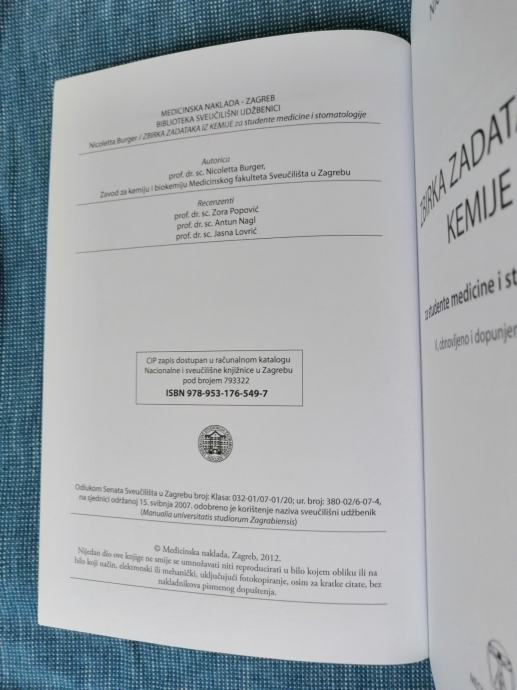 MEDICINSKA NAKLADA - ZAGREB
BIBLIOTEKA SVEUČILIŠNI UDŽBENICI
Nicoletta Burger / ZBIRKA ZADATAKA IZ KEMIJE za studente medicine i stomatologije
Autorica
prof. dr. sc. Nicoletta Burger,
Zavod za kemiju i biokemiju Medicinskog fakulteta Sveučilišta u Zagrebu
Recenzenti
prof. dr. sc. Zora Popović
prof. dr. sc. Antun Nagl
prof. dr. sc. Jasna Lovrić
CIP zapis dostupan u računalnom katalogu
Nacionalne i sveučilišne knjižnice u Zagrebu
pod brojem 793322
ISBN 978-953-176-549-7
Odlukom Senata Sveučilišta u Zagrebu broj: Klasa: 032-01/07-01/20; ur. broj: 380-02/6-07-4,
na sjednici održanoj 15. svibnja 2007. odobreno je korištenje naziva sveučilišni udžbenik
(Manualia universitatis studiorum Zagrabiensis)
© Medicinska naklada, Zagreb, 2012.
Nijedan dio ove knjige ne smije se umnožavati niti reproducirati u bilo kojem obliku ili na
bilo koji način, elektronski ili mehanički, uključujući fotokopiranje, osim za kratke citate, bez
nakladnikova pismenog dopuštenja.
ZBIRKA ZADAT
KEMIJE
za studente medicine i st
obnovljeno i dopunjen